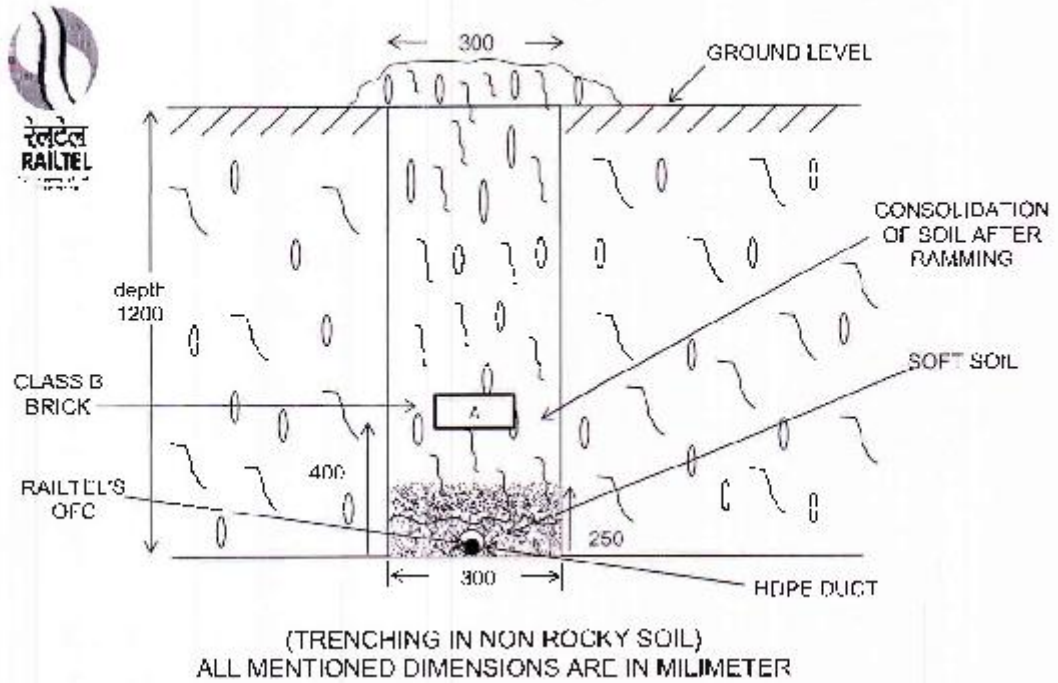 रेलटेल
RAILTEL
300
GROUND LEVEL
CONSOLIDATION
OF SOIL AFTER
RAMMING
depth
1200
SOFT SOIL
CLASS B
BRICK
A
400
RAILTEL'S
OFC
250
300
HDPE DUCT
(TRENCHING IN NON ROCKY SOIL)
ALL MENTIONED DIMENSIONS ARE IN MILIMETER